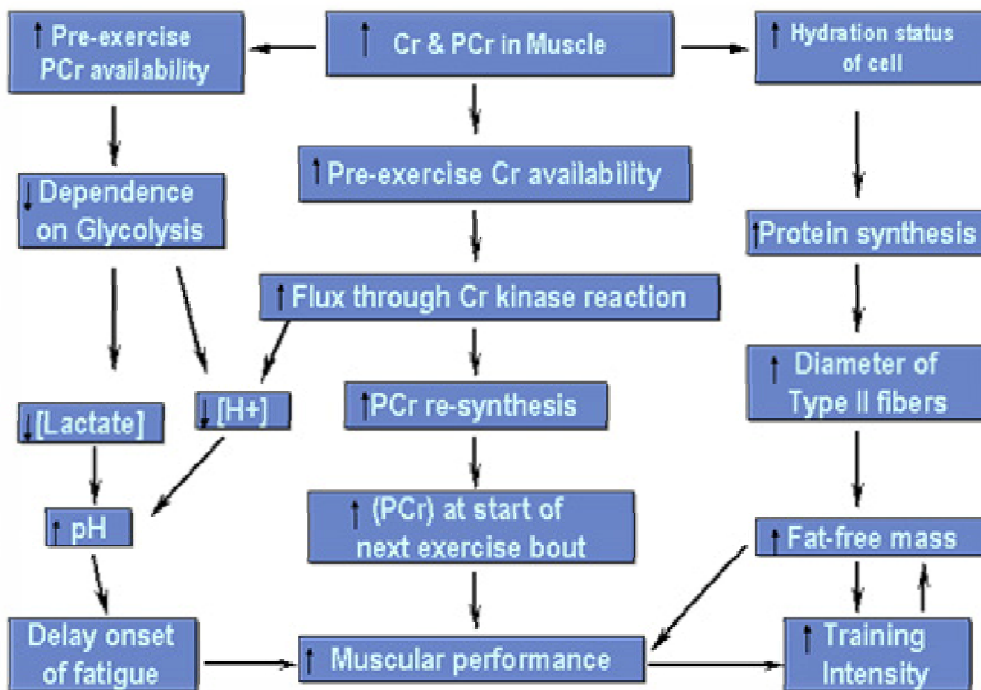 ↑ Pre-exercise
PCr availability
↑ Cr & PCr in Muscle
↑ Hydration status
of cell
↑ Pre-exercise Cr availability
↓ Dependence
on Glycolysis
↑ Protein synthesis
↑ Flux through Cr kinase reaction
↑ Diameter of
Type II fibers
↓ [Lactate]
↓ [H+]
↑ PCr re-synthesis
↑ pH
↑ (PCr) at start of
next exercise bout
↑ Fat-free mass
Delay onset
of fatigue
↑ Muscular performance
↑ Training
Intensity